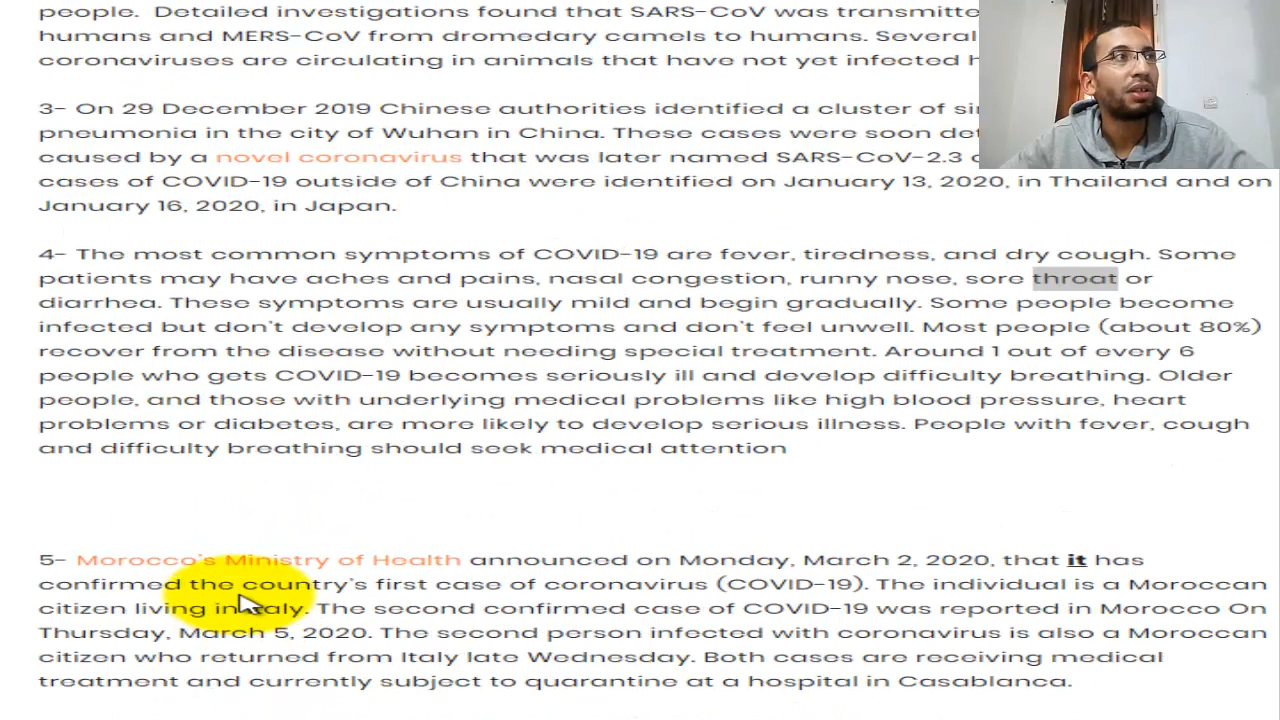 people. Detailed investigations found that SARS-CoV was
humans and MERS-CoV from dromedary camels to humans. Several
coronaviruses are circulating in animals that have not yet infected
3- On 29 December 2019 Chinese authorities identified a cluster of
pneumonia in the city of Wuhan in China. These cases were soon
caused by a novel coronavirus that was later named SARS-CoV-2.3
cases of COVID-19 outside of China were identified on January 13, 2020, in Thailand and on
January 16, 2020, in Japan.
4- The most common symptoms of COVID-19 are fever, tiredness, and dry cough. Some
patients may have aches and pains, nasal congestion, runny nose, sore throat or
diarrhea. These symptoms are usually mild and begin gradually. Some people become
infected but don't develop any symptoms and don't feel unwell. Most people (about 80%)
recover from the disease without needing special treatment. Around 1 out of every 6
people who gets COVID-19 becomes seriously ill and develop difficulty breathing. Older
people, and those with underlying medical problems like high blood pressure, heart
problems or diabetes, are more likely to develop serious illness. People with fever, cough
and difficulty breathing should seek medical attention
5- Morocco's Ministry of Health announced on Monday, March 2, 2020, that it has
confirmed the country's first case of coronavirus (COVID-19). The individual is a Moroccan
citizen living in Italy. The second confirmed case of COVID-19 was reported in Morocco On
Thursday, March 5, 2020. The second person infected with coronavirus is also a Moroccan
citizen who returned from Italy late Wednesday. Both cases are receiving medical
treatment and currently subject to quarantine at a hospital in Casablanca.